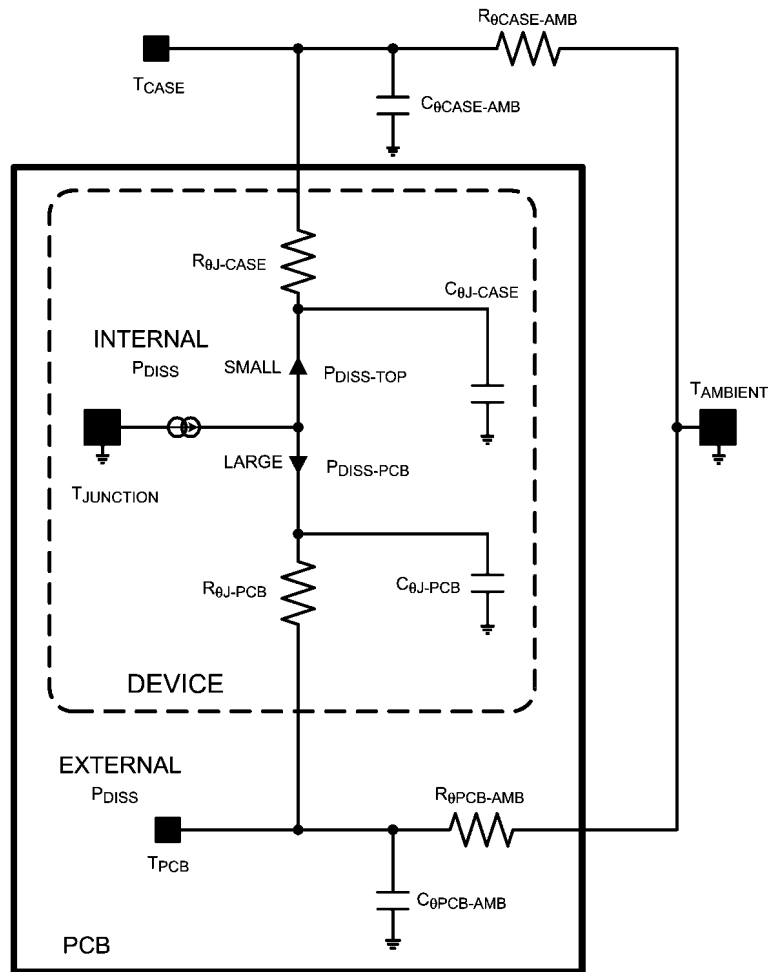 RθCASE-AMB
TCASE
CθCASE-AMB
RθJ-CASE
CθJ-CASE
INTERNAL
PDISS
SMALL
PDISS-TOP
TAMBIENT
LARGE
PDISS-PCB
TJUNCTION
RθJ-PCB
CθJ-PCB
DEVICE
EXTERNAL
PDISS
RθPCB-AMB
TPCB
CθPCB-AMB
PCB